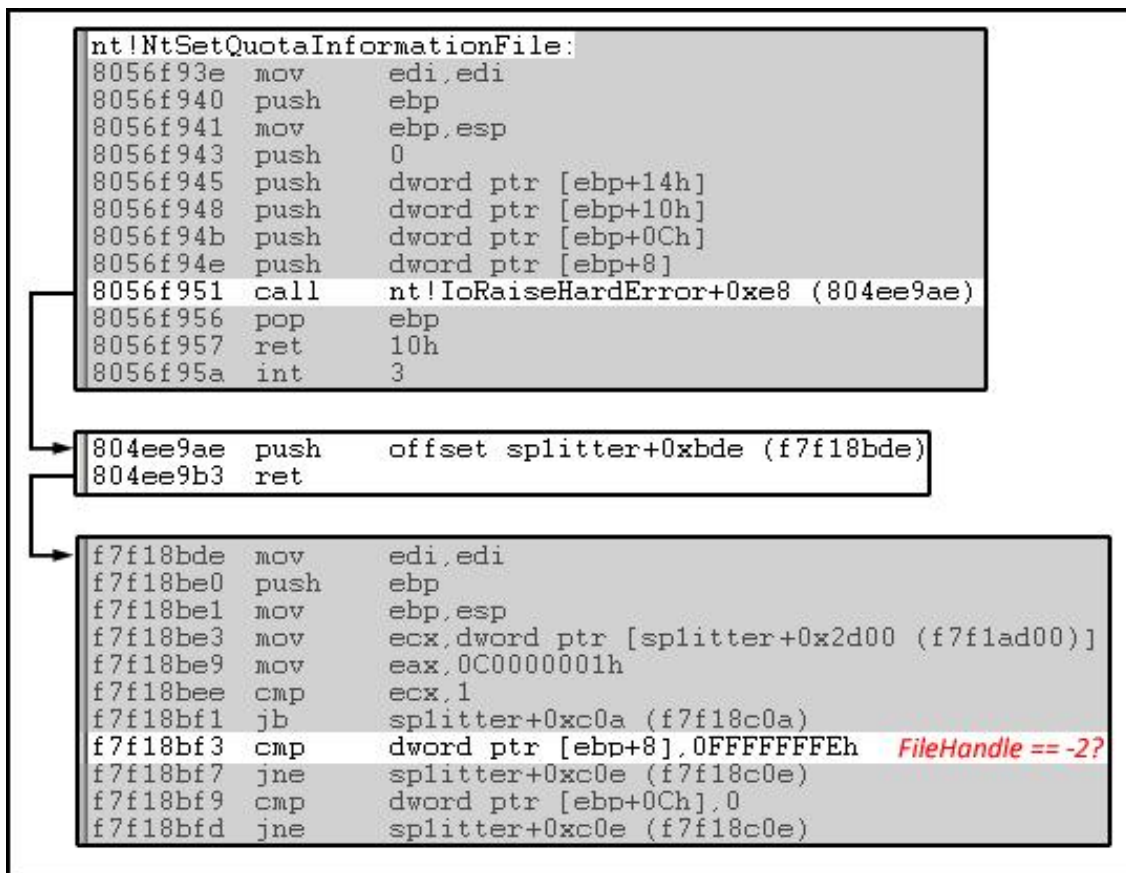 nt!NtSetQuotaInformationFile:
8056f93e mov edi,edi
8056f940 push ebp
8056f941 mov ebp,esp
8056f943 push 0
8056f945 push dword ptr [ebp+14h]
8056f948 push dword ptr [ebp+10h]
8056f94b push dword ptr [ebp+0Ch]
8056f94e push dword ptr [ebp+8]
8056f951 call nt!IoRaiseHardError+0xe8 (804ee9ae)
8056f956 pop ebp
8056f957 ret 10h
8056f95a int 3
804ee9ae push offset splitter+0xbde (f7f18bde)
804ee9b3 ret
f7f18bde mov edi,edi
f7f18be0 push ebp
f7f18be1 mov ebp,esp
f7f18be3 mov ecx,dword ptr [splitter+0x2d00 (f7f1ad00)]
f7f18be9 mov eax,0C0000001h
f7f18bee cmp ecx,1
f7f18bf1 jb splitter+0xc0a (f7f18c0a)
f7f18bf3 cmp dword ptr [ebp+8],0FFFFFFFEh FileHandle == -2?
f7f18bf7 jne splitter+0xc0e (f7f18c0e)
f7f18bf9 cmp dword ptr [ebp+0Ch],0
f7f18bfd jne splitter+0xc0e (f7f18c0e)